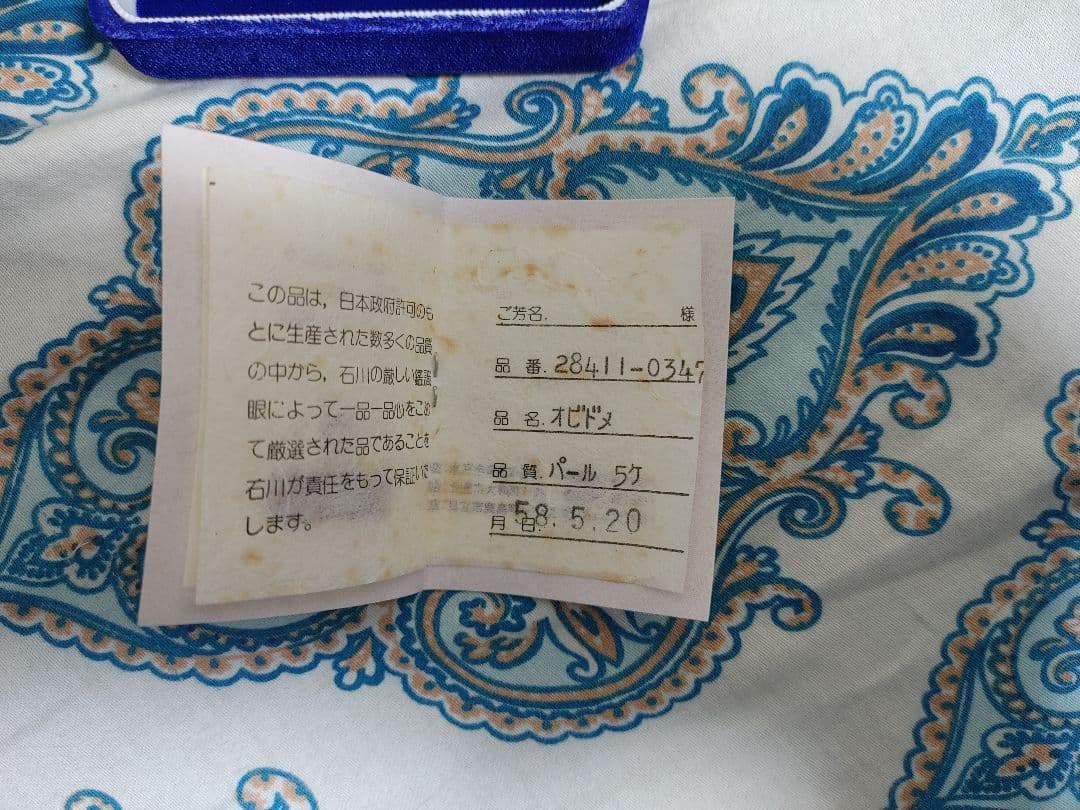 この品は，日本政府許可のも
とに生産された数多くの品質
の中から，石川の厳しい鑑識
眼によって一品一品心をこめ
て厳選された品であることを
石川が責任をもって保証いた
します。
ご芳名. 様
品 番. 28411-0347
品 名. オビドメ
品 質. パール 5ケ
月 日. 58.5.20